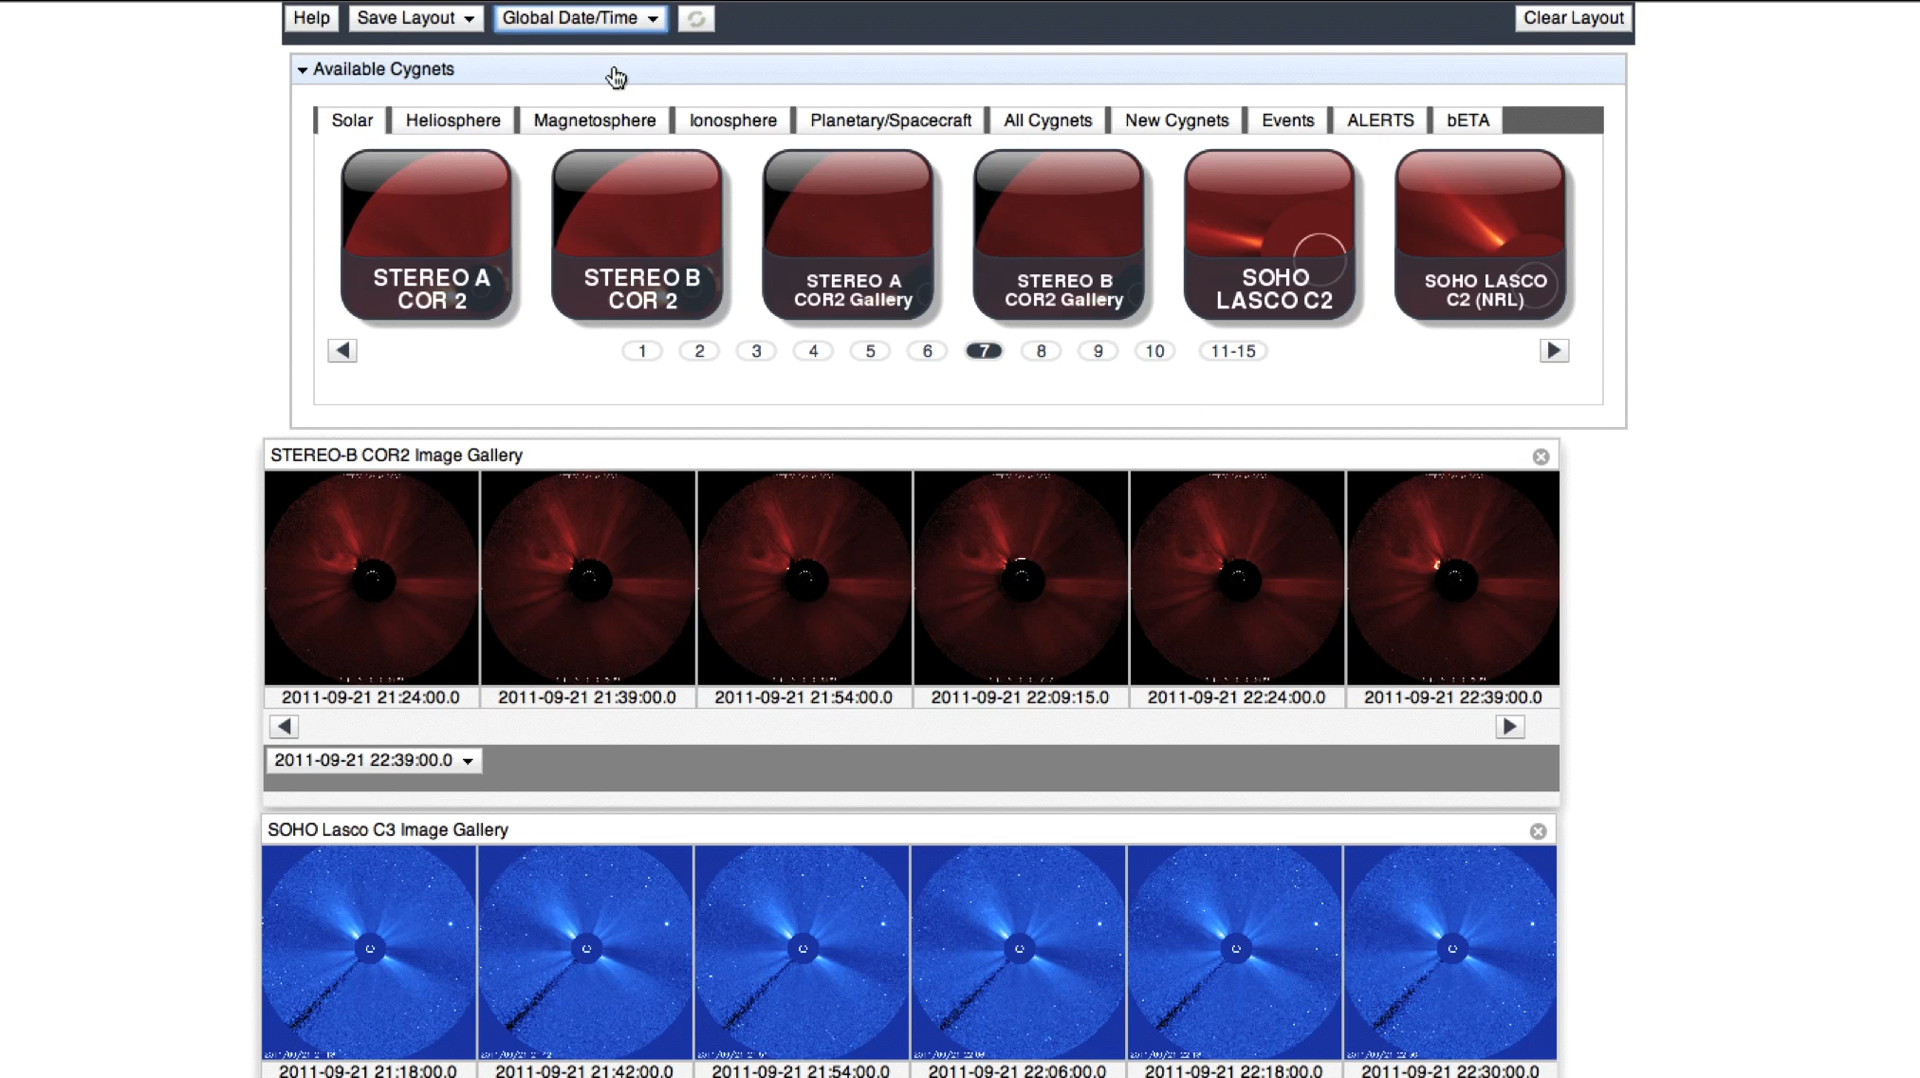 Help Save Layout Global Date/Time Clear Layout
Available Cygnets
Solar Heliosphere Magnetosphere Ionosphere Planetary/Spacecraft All Cygnets New Cygnets Events ALERTS bETA
STEREO A
COR 2
STEREO B
COR 2
STEREO A
COR2 Gallery
STEREO B
COR2 Gallery
SOHO
LASCO C2
SOHO LASCO
C2 (NRL)
1 2 3 4 5 6 7 8 9 10 11-15
STEREO-B COR2 Image Gallery
2011-09-21 21:24:00.0 2011-09-21 21:39:00.0 2011-09-21 21:54:00.0 2011-09-21 22:09:15.0 2011-09-21 22:24:00.0 2011-09-21 22:39:00.0
2011-09-21 22:39:00.0
SOHO Lasco C3 Image Gallery
2011-09-21 21:18:00.0 2011-09-21 21:42:00.0 2011-09-21 21:54:00.0 2011-09-21 22:06:00.0 2011-09-21 22:18:00.0 2011-09-21 22:30:00.0